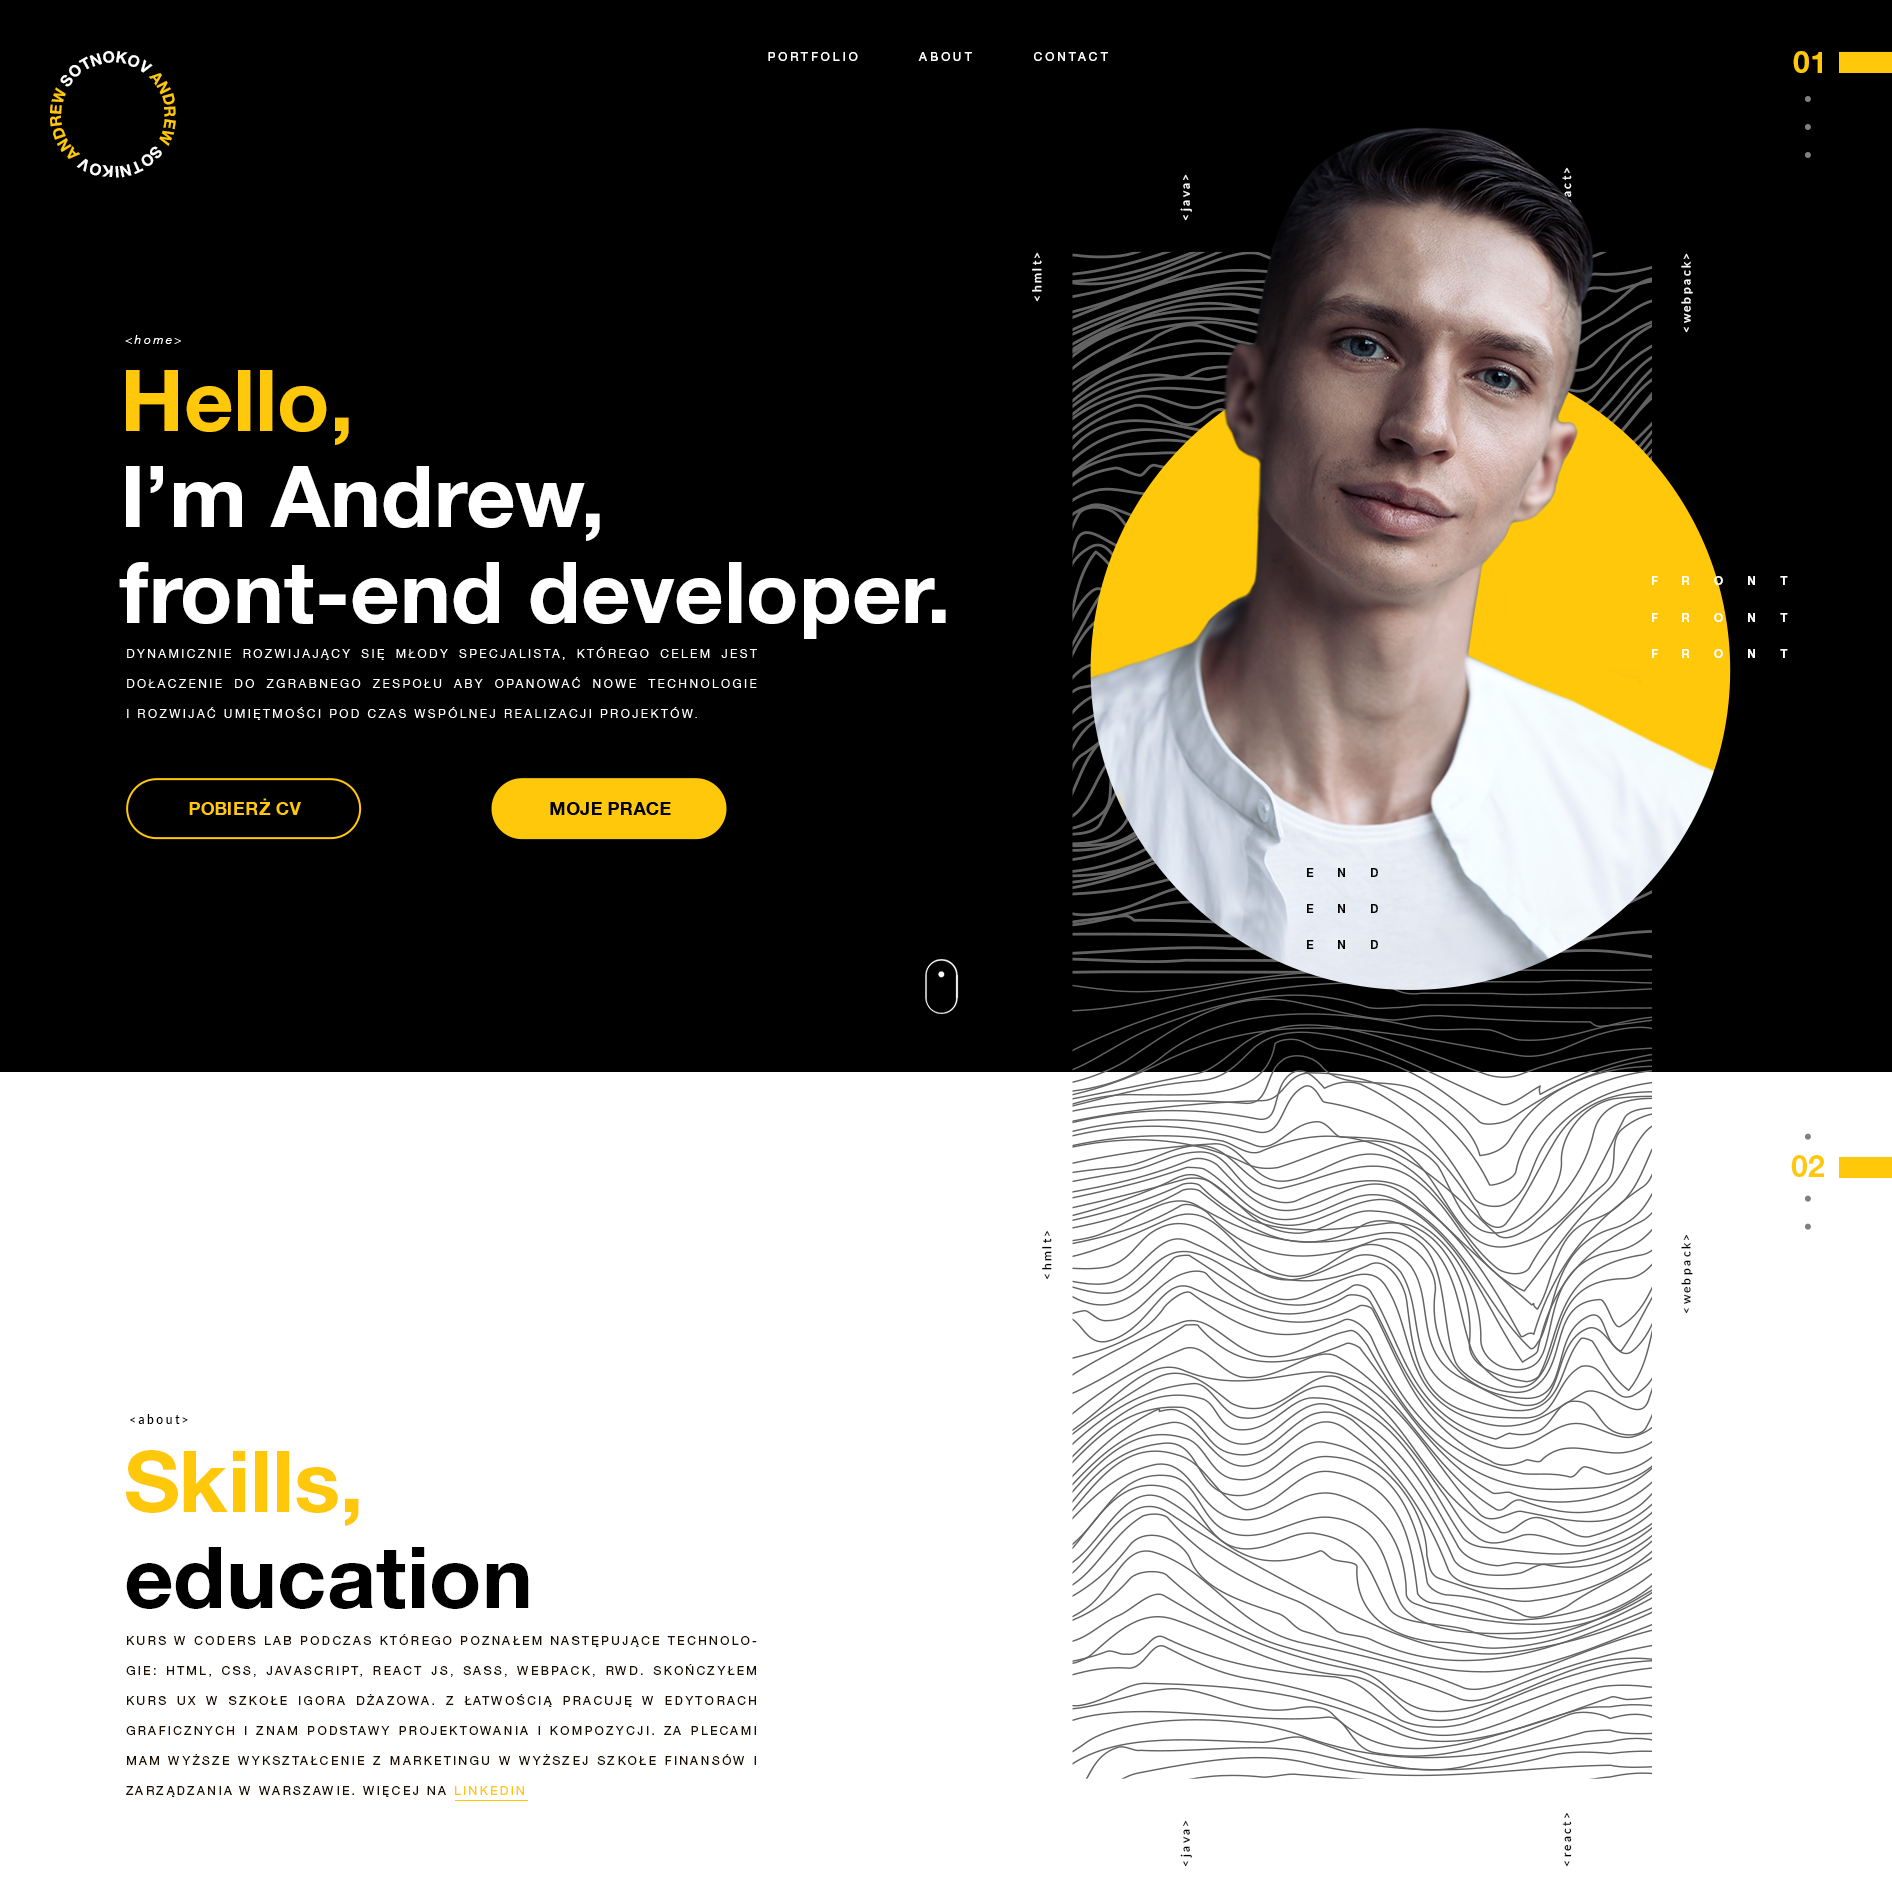 SOTNOKOV ANDREW SOTNIKOV ANDREW
PORTFOLIO ABOUT CONTACT
01
<java>
act>
<hmlt>
<webpack>
<home>
Hello,
I’m Andrew,
front-end developer.
DYNAMICZNIE ROZWIJAJĄCY SIĘ MŁODY SPECJALISTA, KTÓREGO CELEM JEST
DOŁACZENIE DO ZGRABNEGO ZESPOŁU ABY OPANOWAĆ NOWE TECHNOLOGIE
I ROZWIJAĆ UMIĘTMOŚCI POD CZAS WSPÓLNEJ REALIZACJI PROJEKTÓW.
POBIERŻ CV
MOJE PRACE
F R O N T
F R O N T
F R O N T
E N D
E N D
E N D
02
<hmlt>
<webpack>
<about>
Skills,
education
KURS W CODERS LAB PODCZAS KTÓREGO POZNAŁEM NASTĘPUJĄCE TECHNOLO-
GIE: HTML, CSS, JAVASCRIPT, REACT JS, SASS, WEBPACK, RWD. SKOŃCZYŁEM
KURS UX W SZKOŁE IGORA DŻAZOWA. Z ŁATWOŚCIĄ PRACUJĘ W EDYTORACH
GRAFICZNYCH I ZNAM PODSTAWY PROJEKTOWANIA I KOMPOZYCJI. ZA PLECAMI
MAM WYŻSZE WYKSZTAŁCENIE Z MARKETINGU W WYŻSZEJ SZKOŁE FINANSÓW I
ZARZĄDZANIA W WARSZAWIE. WIĘCEJ NA LINKEDIN
<java>
<react>